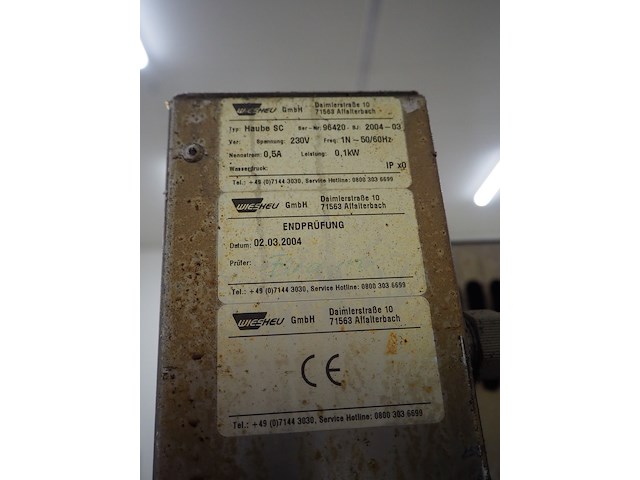 WIESHEU GmbH Daimlerstraße 10
71563 Affalterbach
Typ: Haube SC Ser-Nr: 96420 BJ: 2004-03
Var: Spannung: 230V Freq: 1N~50/60Hz
Nennstrom: 0,5A Leistung: 0,1kW
Wasserdruck: IP x0
Tel.: +49 (0)7144 3030, Service Hotline: 0800 303 6699
WIESHEU GmbH Daimlerstraße 10
71563 Affalterbach
ENDPRÜFUNG
Datum: 02.03.2004
Prüfer:
Tel.: +49 (0)7144 3030, Service Hotline: 0800 303 6699
WIESHEU GmbH Daimlerstraße 10
71563 Affalterbach
CE
Tel.: +49 (0)7144 3030, Service Hotline: 0800 303 6699